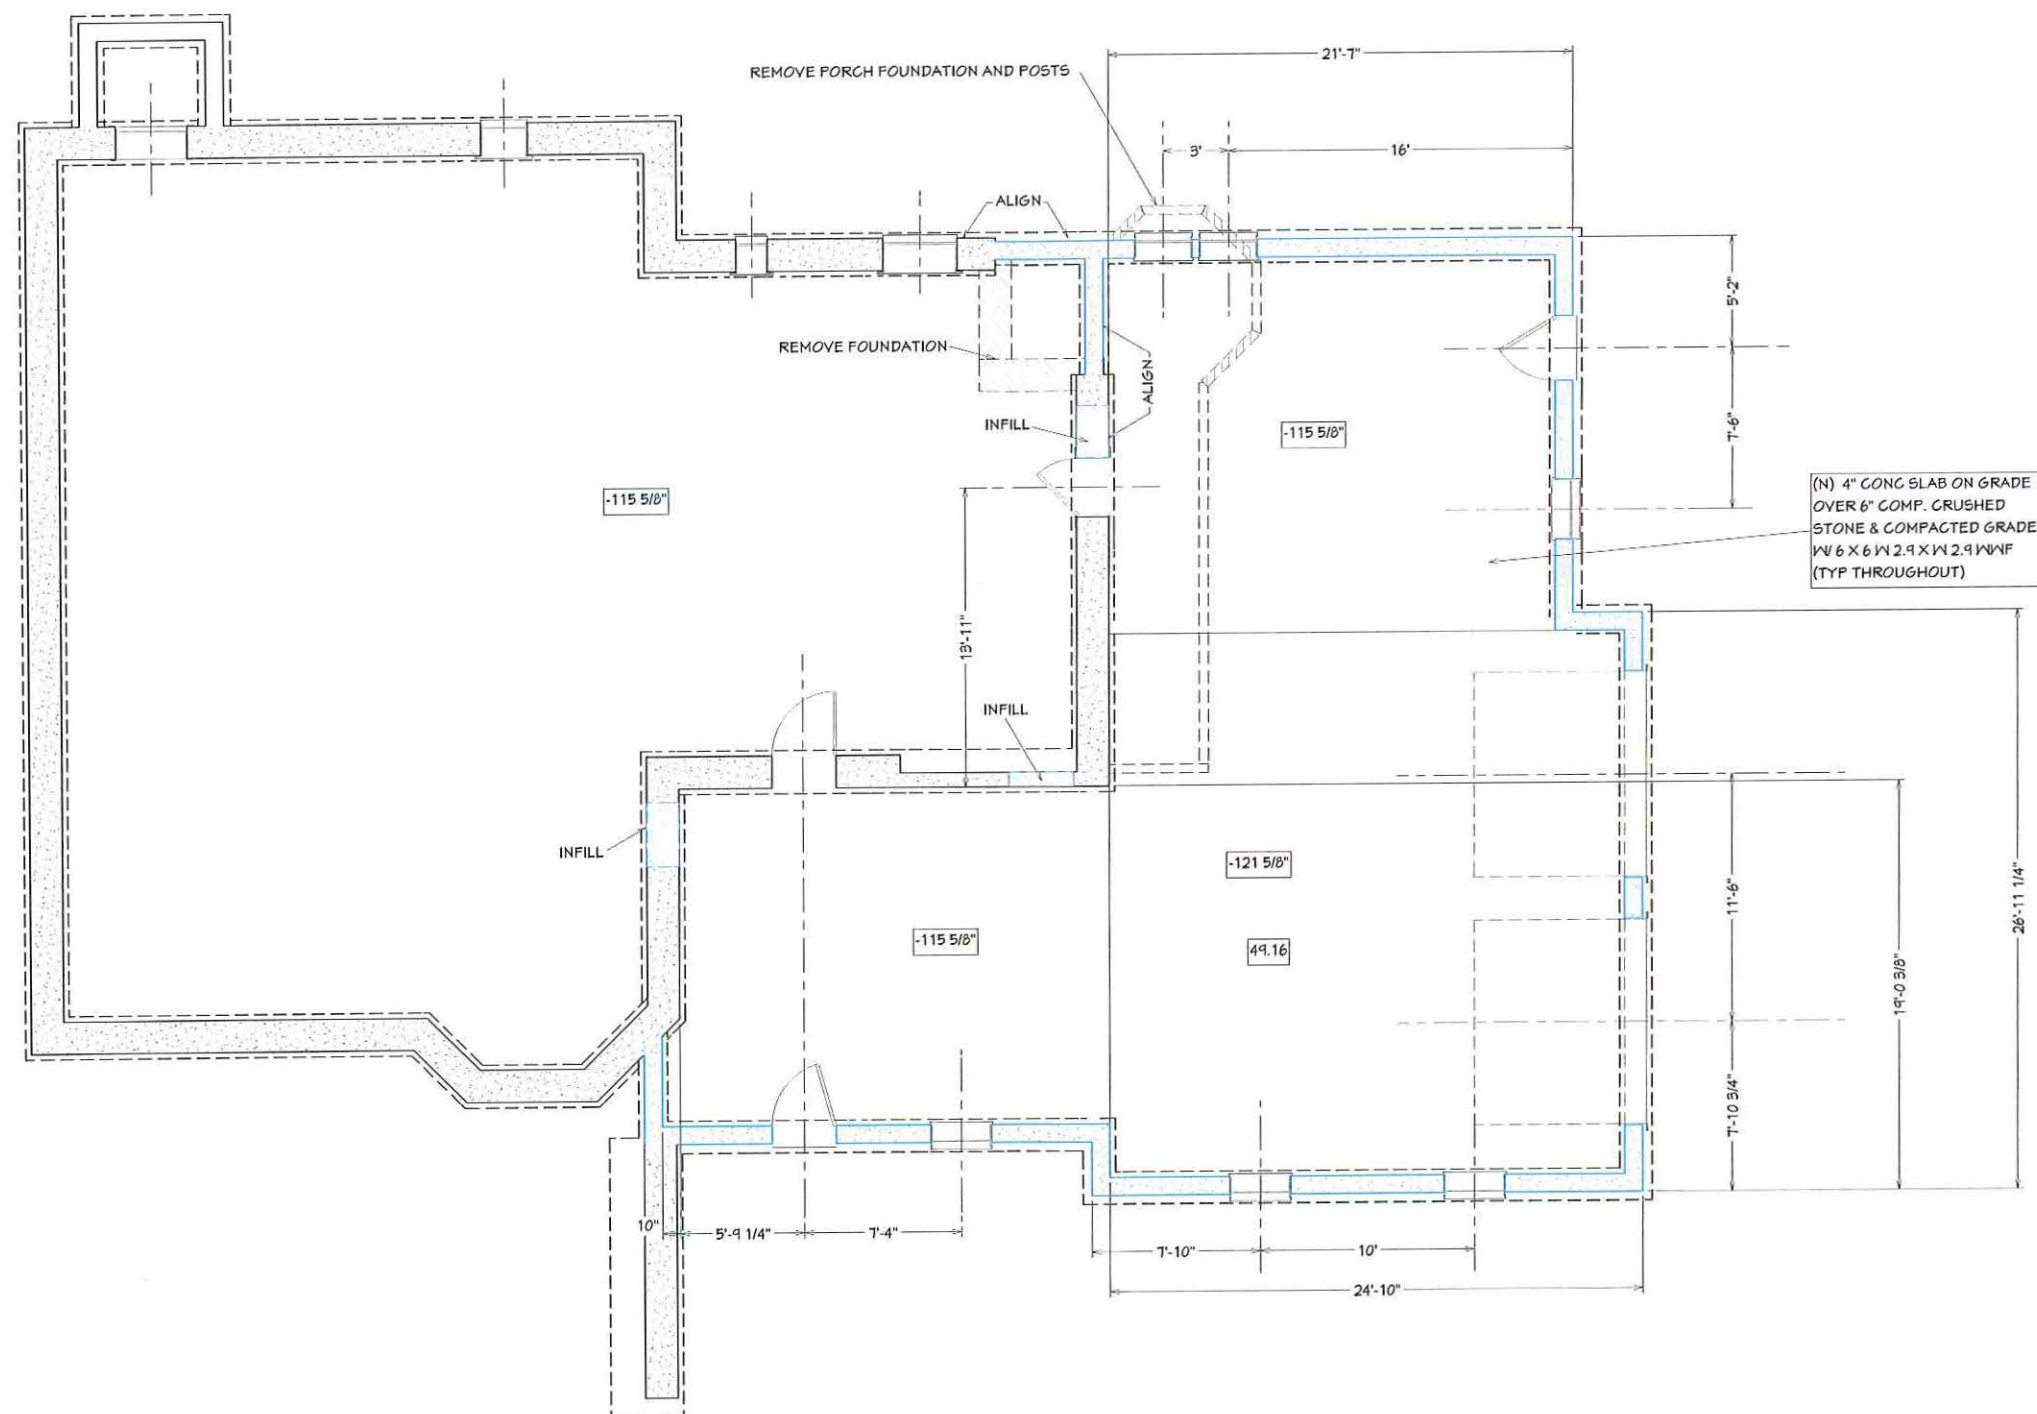 21'-7"
REMOVE PORCH FOUNDATION AND POSTS
3'
16'
ALIGN
5'-2"
REMOVE FOUNDATION
ALIGN
INFILL
-115 5/8"
7'-6"
-115 5/8"
(N) 4" CONC SLAB ON GRADE
OVER 6" COMP. CRUSHED
STONE & COMPACTED GRADE
W/ 6 X 6 W 2.9 X W 2.9 WWF
(TYP THROUGHOUT)
13'-11"
INFILL
INFILL
-121 5/8"
11'-6"
26'-11 1/4"
-115 5/8"
49.16
19'-0 3/8"
7'-10 3/4"
10"
5'-9 1/4"
7'-4"
7'-10"
10'
24'-10"